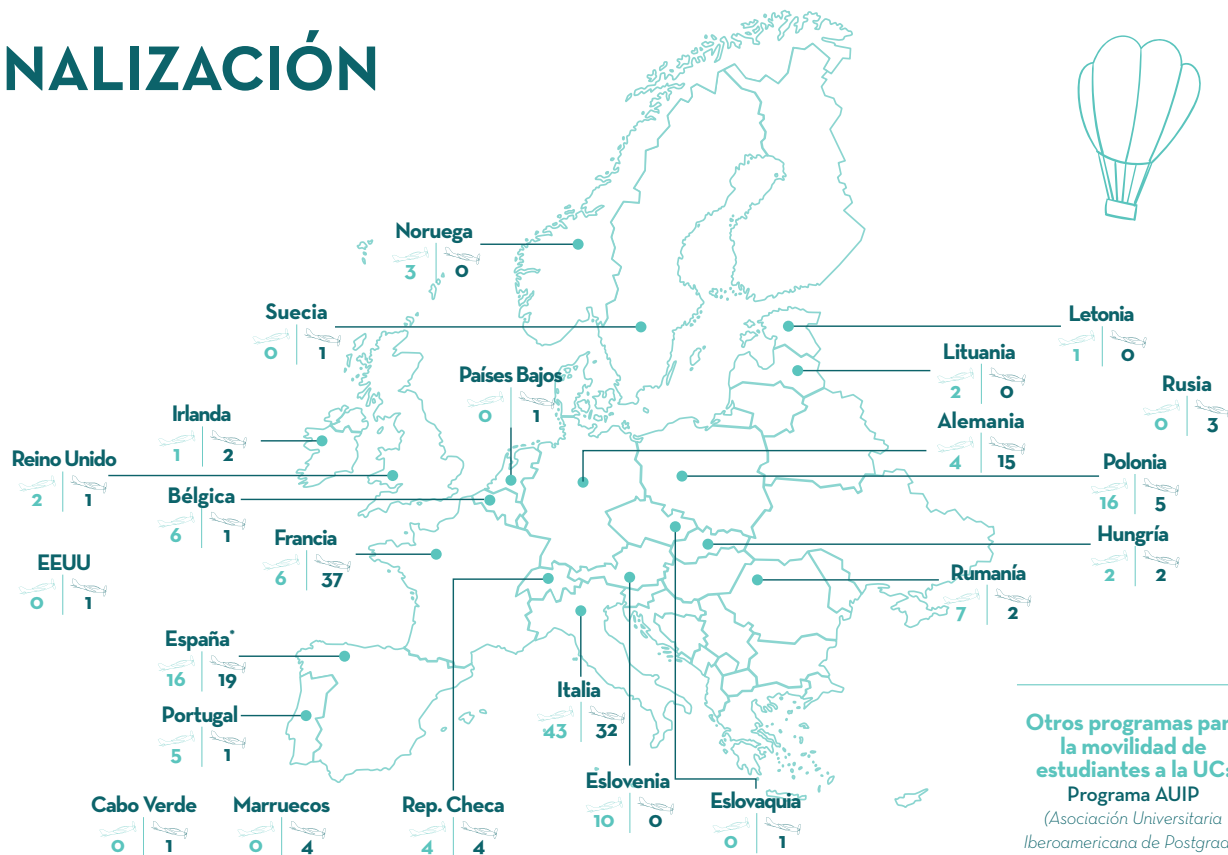 NALIZACIÓN
Noruega
3 0
Suecia
0 1
Letonia
1 0
Lituania
2 0
Países Bajos
0 1
Rusia
0 3
Irlanda
1 2
Alemania
4 15
Reino Unido
2 1
Polonia
16 5
Bélgica
6 1
Francia
6 37
Hungría
2 2
EEUU
0 1
Rumanía
7 2
España*
16 19
Italia
43 32
Portugal
5 1
Eslovenia
10 0
Eslovaquia
0 1
Cabo Verde
0 1
Marruecos
0 4
Rep. Checa
4 4
Otros programas par
la movilidad de
estudiantes a la UC:
Programa AUIP
(Asociación Universitaria
Iberoamericana de Postgrad